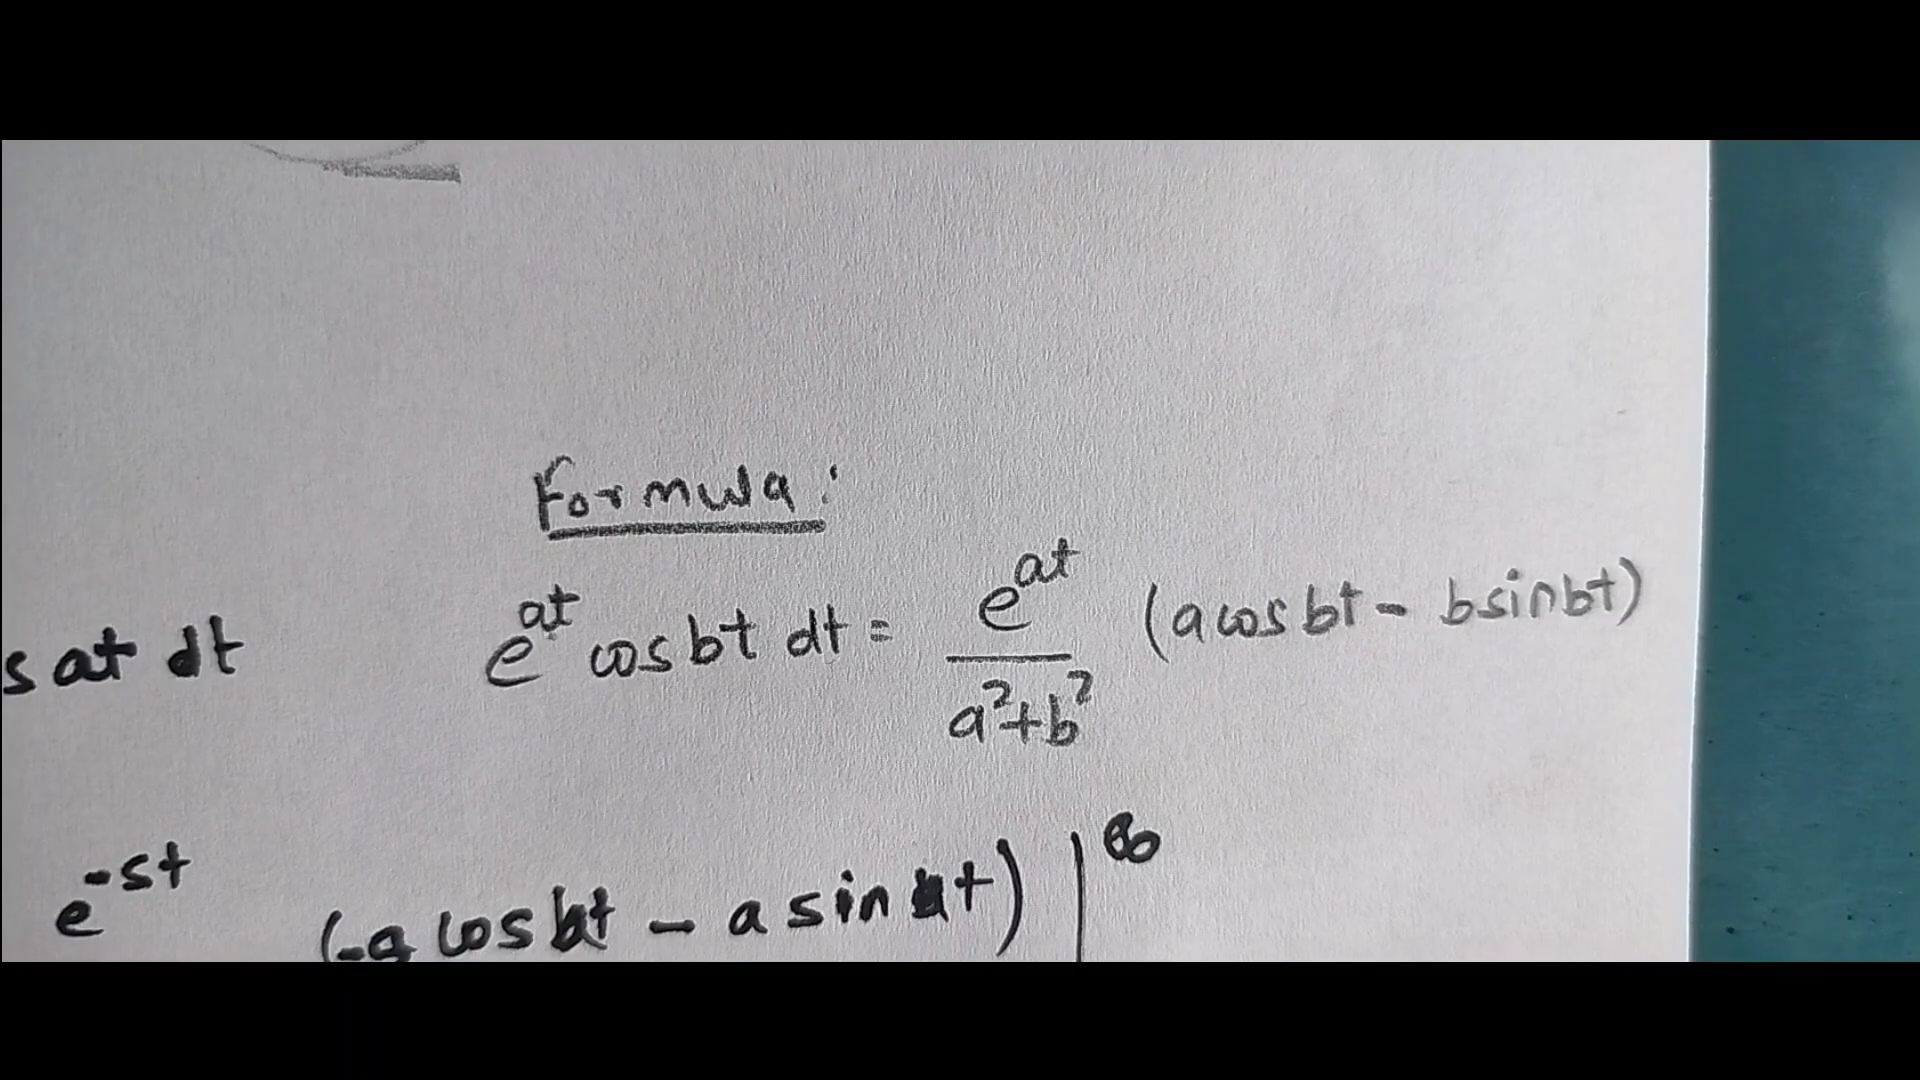 Formula:
s at dt
e^at cos bt dt = e^at / a²+b² (a cos bt - b sin bt)
e^-st (-a cos bt - a sin at) |^∞